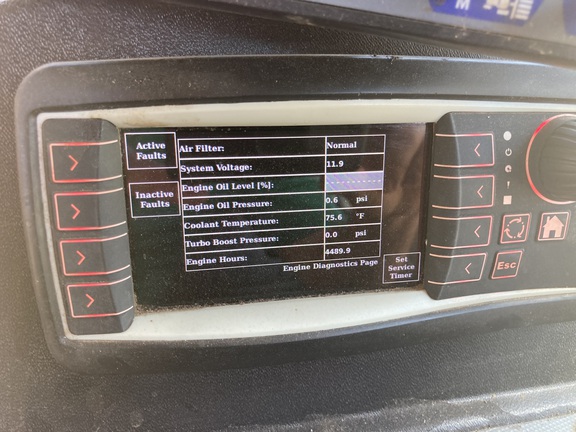 M
Active
Faults
Inactive
Faults
Air Filter: Normal
System Voltage: 11.9
Engine Oil Level [%]: - - - - - - -
Engine Oil Pressure: 0.6 psi
Coolant Temperature: 75.6 °F
Turbo Boost Pressure: 0.0 psi
Engine Hours: 4489.9
Engine Diagnostics Page
Set
Service
Timer
Esc